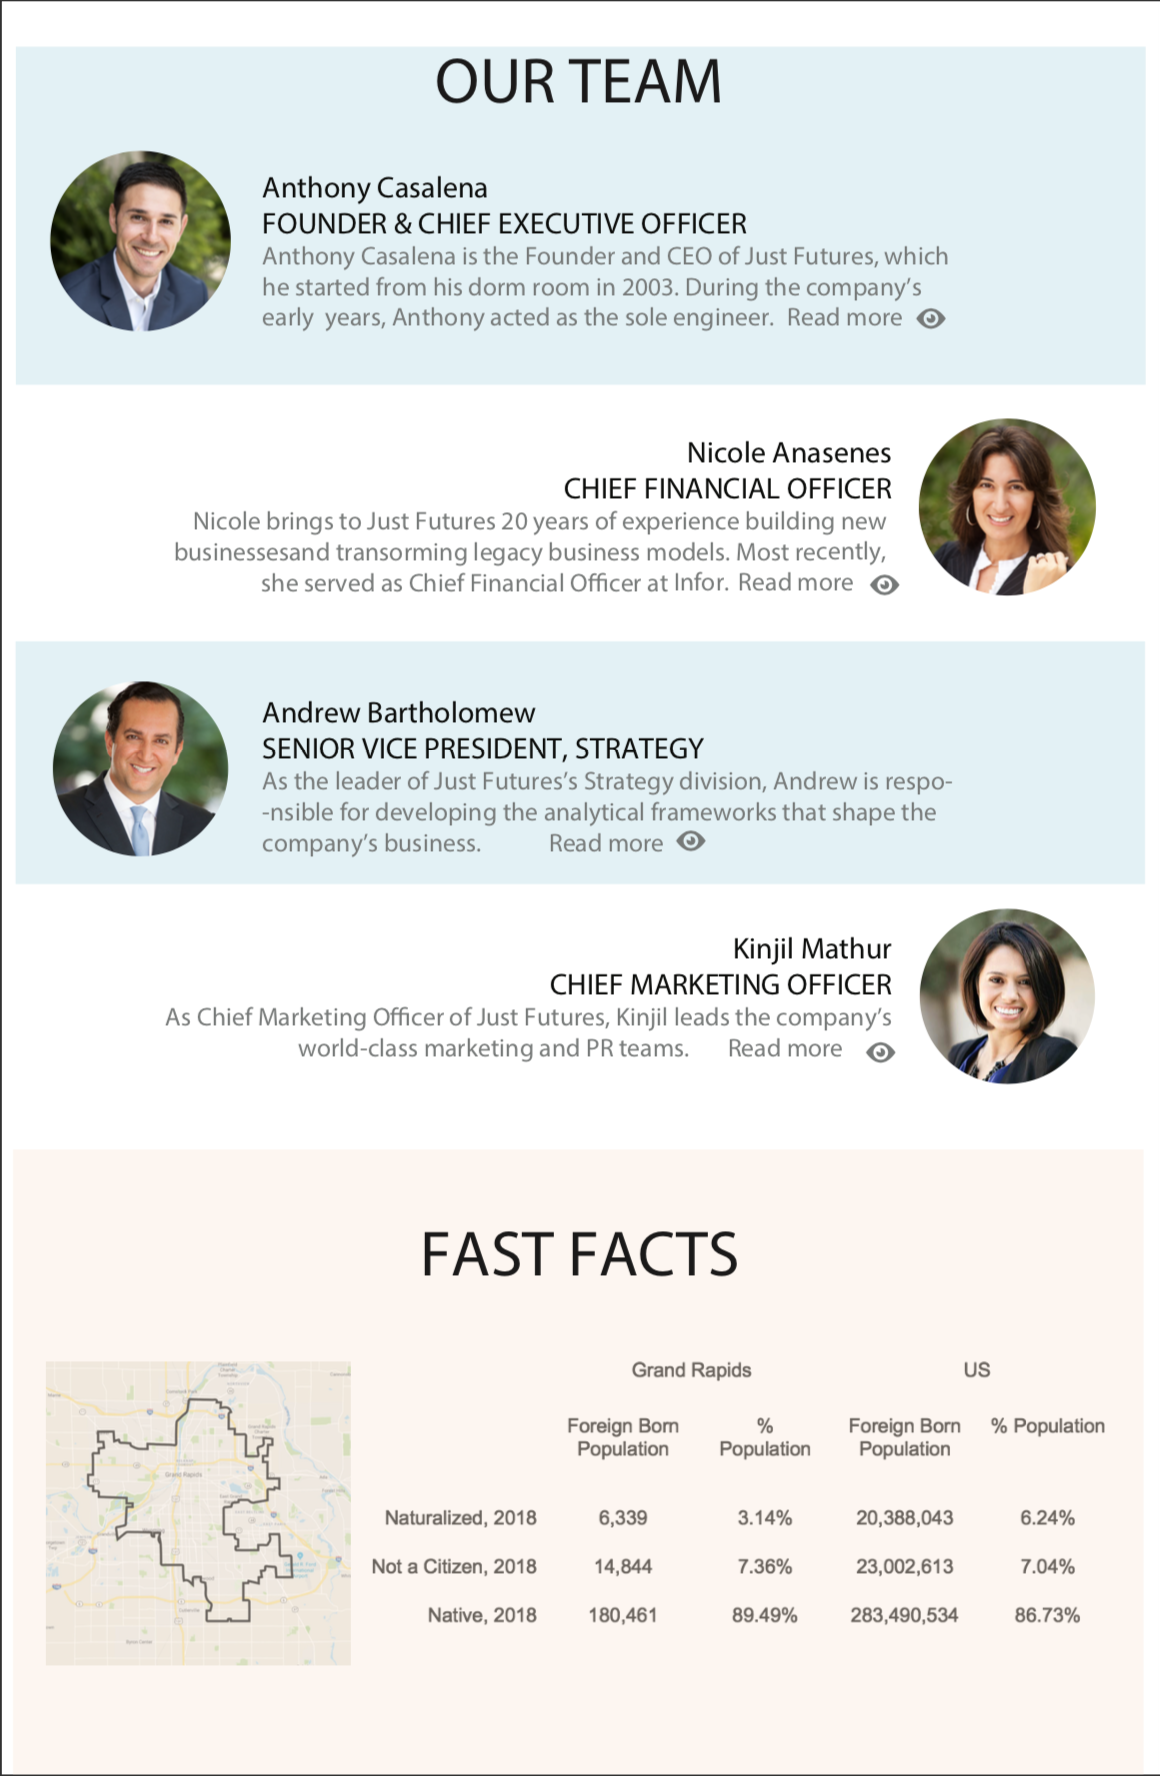 OUR TEAM
Anthony Casalena
FOUNDER & CHIEF EXECUTIVE OFFICER
Anthony Casalena is the Founder and CEO of Just Futures, which
he started from his dorm room in 2003. During the company’s
early years, Anthony acted as the sole engineer. Read more
Nicole Anasenes
CHIEF FINANCIAL OFFICER
Nicole brings to Just Futures 20 years of experience building new
businessesand transorming legacy business models. Most recently,
she served as Chief Financial Officer at Infor. Read more
Andrew Bartholomew
SENIOR VICE PRESIDENT, STRATEGY
As the leader of Just Futures’s Strategy division, Andrew is respo-
-nsible for developing the analytical frameworks that shape the
company’s business. Read more
Kinjil Mathur
CHIEF MARKETING OFFICER
As Chief Marketing Officer of Just Futures, Kinjil leads the company’s
world-class marketing and PR teams. Read more
FAST FACTS
Grand Rapids
Grand Rapids US
Foreign Born % Foreign Born % Population
Population Population Population
Naturalized, 2018 6,339 3.14% 20,388,043 6.24%
Not a Citizen, 2018 14,844 7.36% 23,002,613 7.04%
Native, 2018 180,461 89.49% 283,490,534 86.73%